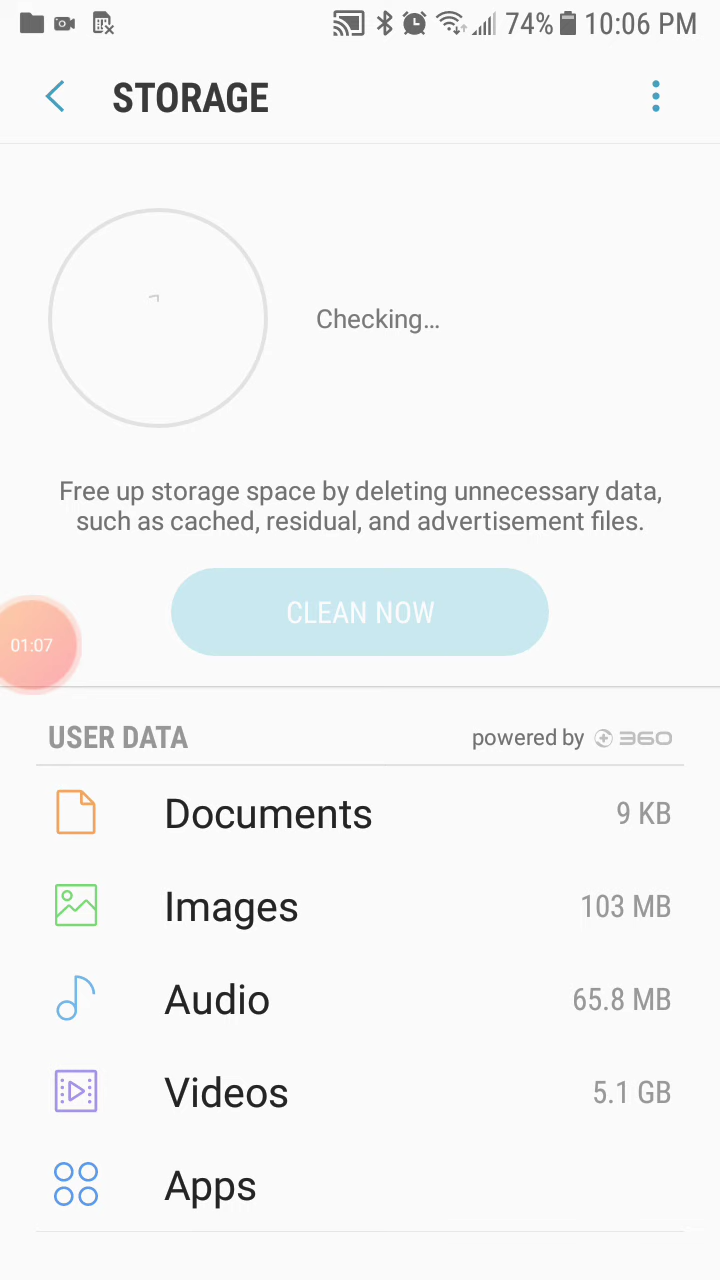 74% 10:06 PM
STORAGE
Checking...
Free up storage space by deleting unnecessary data,
such as cached, residual, and advertisement files.
CLEAN NOW
01:07
USER DATA powered by 360
Documents 9 KB
Images 103 MB
Audio 65.8 MB
Videos 5.1 GB
Apps